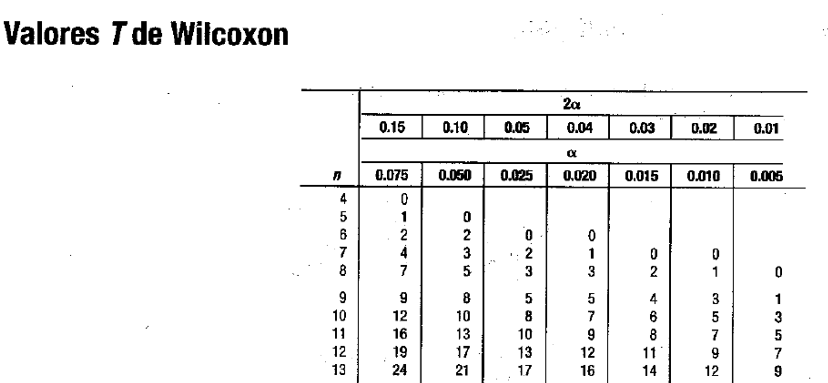 Valores T de Wilcoxon
2α
0.15 0.10 0.05 0.04 0.03 0.02 0.01
α
n 0.075 0.050 0.025 0.020 0.015 0.010 0.005
4 0
5 1 0
6 2 2 0 0
7 4 3 2 1 0 0
8 7 5 3 3 2 1 0
9 9 8 5 5 4 3 1
10 12 10 8 7 6 5 3
11 16 13 10 9 8 7 5
12 19 17 13 12 11 9 7
13 24 21 17 16 14 12 9